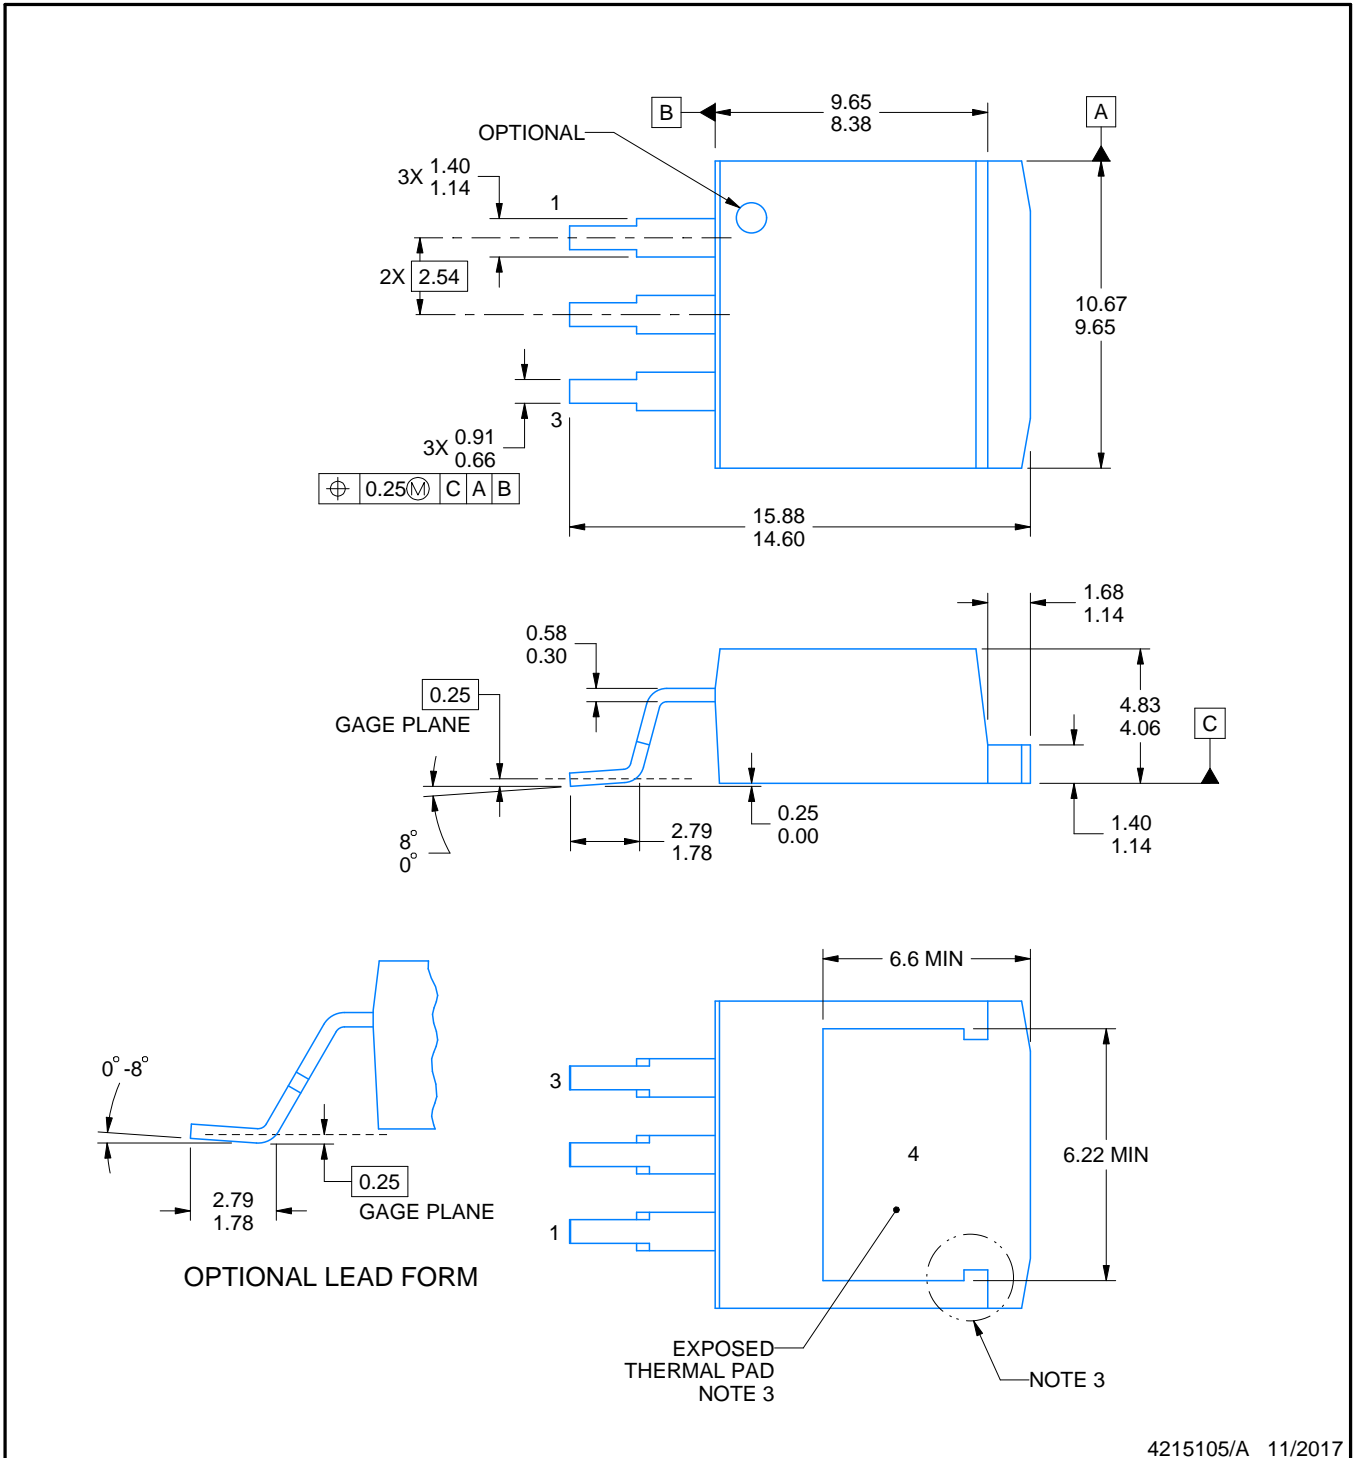 B
9.65
8.38
A
OPTIONAL
3X 1.40
1.14
1
2X 2.54
10.67
9.65
3
3X 0.91
0.66
⌖ 0.25Ⓜ C A B
15.88
14.60
1.68
1.14
0.58
0.30
0.25
GAGE PLANE
4.83
4.06
C
8°
0°
2.79
1.78
0.25
0.00
1.40
1.14
6.6 MIN
0°-8°
3
4
6.22 MIN
0.25
GAGE PLANE
2.79
1.78
1
OPTIONAL LEAD FORM
EXPOSED
THERMAL PAD
NOTE 3
NOTE 3
4215105/A 11/2017